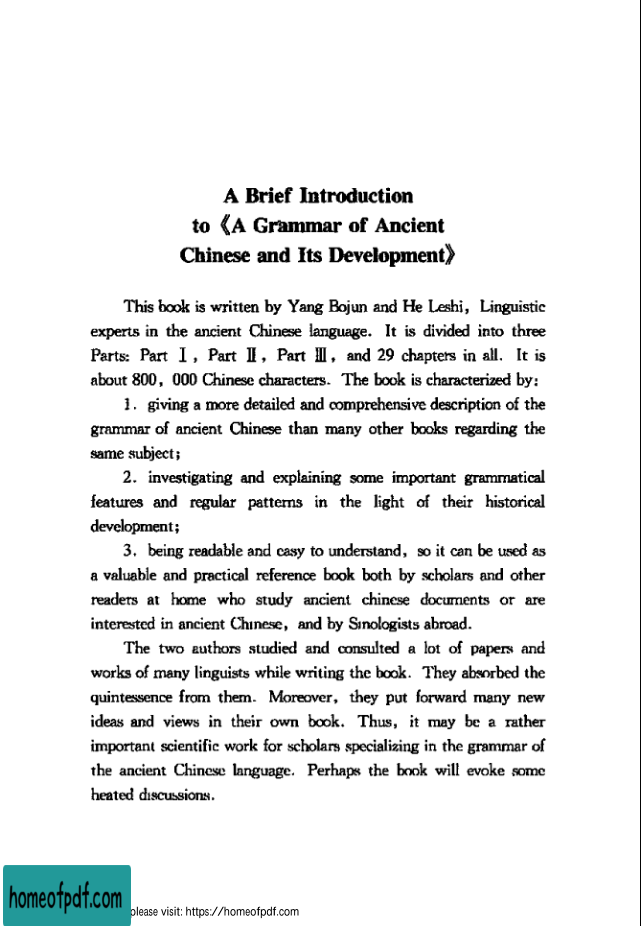 A Brief Introduction
to《A Grammar of Ancient
Chinese and Its Development》
This book is written by Yang Bojun and He Leshi, Linguistic
experts in the ancient Chinese language. It is divided into three
Parts: Part Ⅰ, Part Ⅱ, Part Ⅲ, and 29 chapters in all. It is
about 800, 000 Chinese characters. The book is characterized by:
1. giving a more detailed and comprehensive description of the
grammar of ancient Chinese than many other books regarding the
same subject;
2. investigating and explaining some important grammatical
features and regular patterns in the light of their historical
development;
3. being readable and easy to understand, so it can be used as
a valuable and practical reference book both by scholars and other
readers at home who study ancient chinese documents or are
interested in ancient Chinese, and by Sinologists abroad.
The two authors studied and consulted a lot of papers and
works of many linguists while writing the book. They absorbed the
quintessence from them. Moreover, they put forward many new
ideas and views in their own book. Thus, it may be a rather
important scientific work for scholars specializing in the grammar of
the ancient Chinese language. Perhaps the book will evoke some
heated discussions.
homeofpdf.com
please visit: https://homeofpdf.com